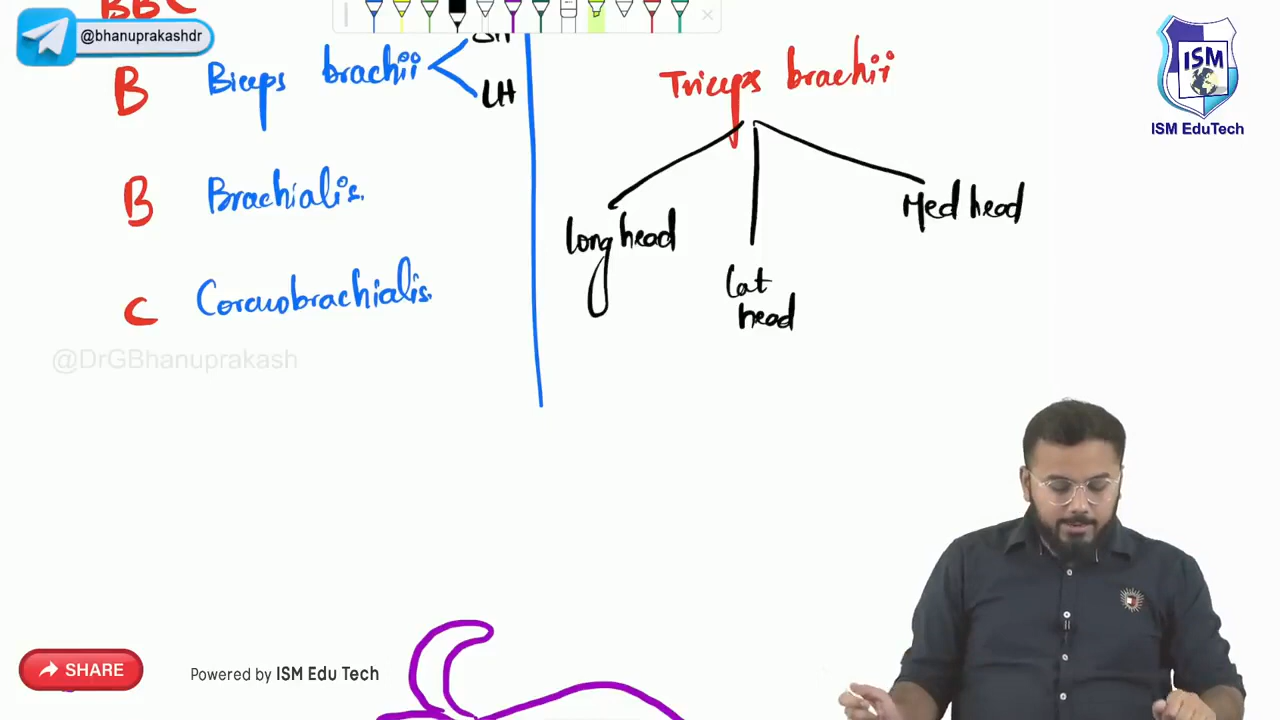 BBC
@bhanuprakashdr
B Biceps brachii
LH
B Brachialis.
C Coracobrachialis.
Triceps brachii
Long head
Lat
head
Med head
ISM
ISM EduTech
@DrGBhanuprakash
SHARE
Powered by ISM Edu Tech